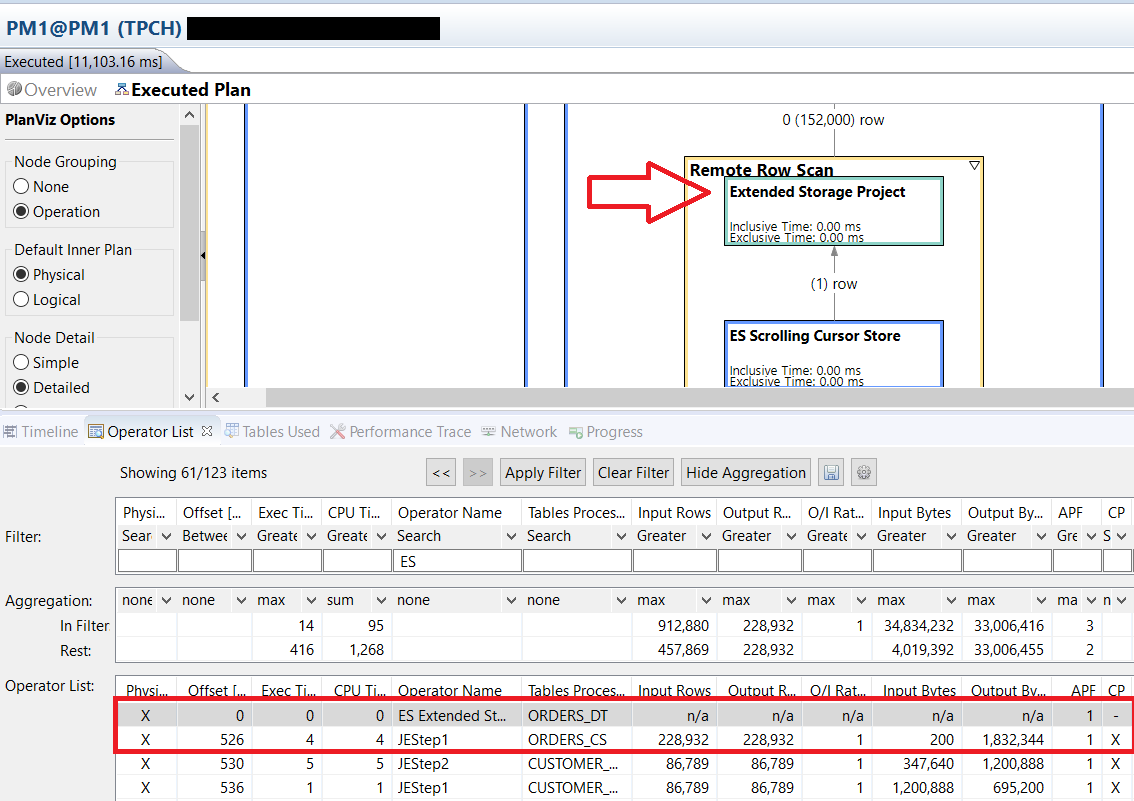 PM1@PM1 (TPCH)
Executed [11,103.16 ms]
Overview Executed Plan
PlanViz Options
Node Grouping
None
Operation
Default Inner Plan
Physical
Logical
Node Detail
Simple
Detailed
0 (152,000) row
Remote Row Scan
Extended Storage Project
Inclusive Time: 0.00 ms
Exclusive Time: 0.00 ms
(1) row
ES Scrolling Cursor Store
Inclusive Time: 0.00 ms
Exclusive Time: 0.00 ms
Timeline Operator List Tables Used Performance Trace Network Progress
Showing 61/123 items << >> Apply Filter Clear Filter Hide Aggregation
Physi... Offset [... Exec Ti... CPU Ti... Operator Name Tables Proces... Input Rows Output R... O/I Rat... Input Bytes Output By... APF CP
Filter: Sear Betwee Greate Greate Search Search Greater Greater Greate Greater Greater Gre S
ES
Aggregation: none none max sum none none max max max max max ma n
In Filter 14 95 912,880 228,932 1 34,834,232 33,006,416 3
Rest: 416 1,268 457,869 228,932 4,019,392 33,006,455 2
Operator List: Physi... Offset [... Exec Ti... CPU Ti... Operator Name Tables Proces... Input Rows Output R... O/I Rat... Input Bytes Output By... APF CP
X 0 0 0 ES Extended St... ORDERS_DT n/a n/a n/a n/a n/a 1 -
X 526 4 4 JEStep1 ORDERS_CS 228,932 228,932 1 200 1,832,344 1 X
X 530 5 5 JEStep2 CUSTOMER_... 86,789 86,789 1 347,640 1,200,888 1 X
X 536 1 1 JEStep1 CUSTOMER_... 86,789 86,789 1 1,200,888 695,200 1 X